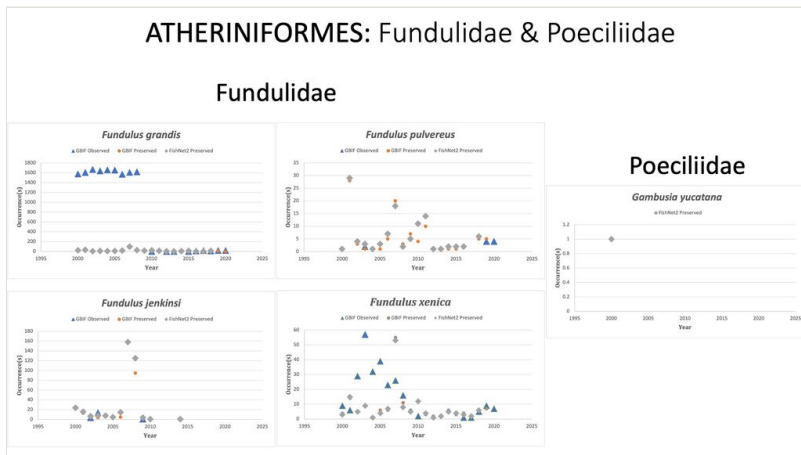 ATHERINIFORMES: Fundulidae & Poeciliidae
Fundulidae
Fundulus grandis
GBIF Observed GBIF Preserved FishNet2 Preserved
Occurrence(s)
1800
1600
1400
1200
1000
800
600
400
200
0
1995 2000 2005 2010 2015 2020 2025
Year
Fundulus pulvereus
GBIF Observed GBIF Preserved FishNet2 Preserved
Occurrence(s)
35
30
25
20
15
10
5
0
1995 2000 2005 2010 2015 2020 2025
Year
Poeciliidae
Gambusia yucatana
FishNet2 Preserved
Occurrence(s)
1.2
1
0.8
0.6
0.4
0.2
0
1995 2000 2005 2010 2015 2020 2025
Year
Fundulus jenkinsi
GBIF Observed GBIF Preserved FishNet2 Preserved
Occurrence(s)
180
160
140
120
100
80
60
40
20
0
1995 2000 2005 2010 2015 2020 2025
Year
Fundulus xenica
GBIF Observed GBIF Preserved FishNet2 Preserved
Occurrence(s)
60
50
40
30
20
10
0
1995 2000 2005 2010 2015 2020 2025
Year